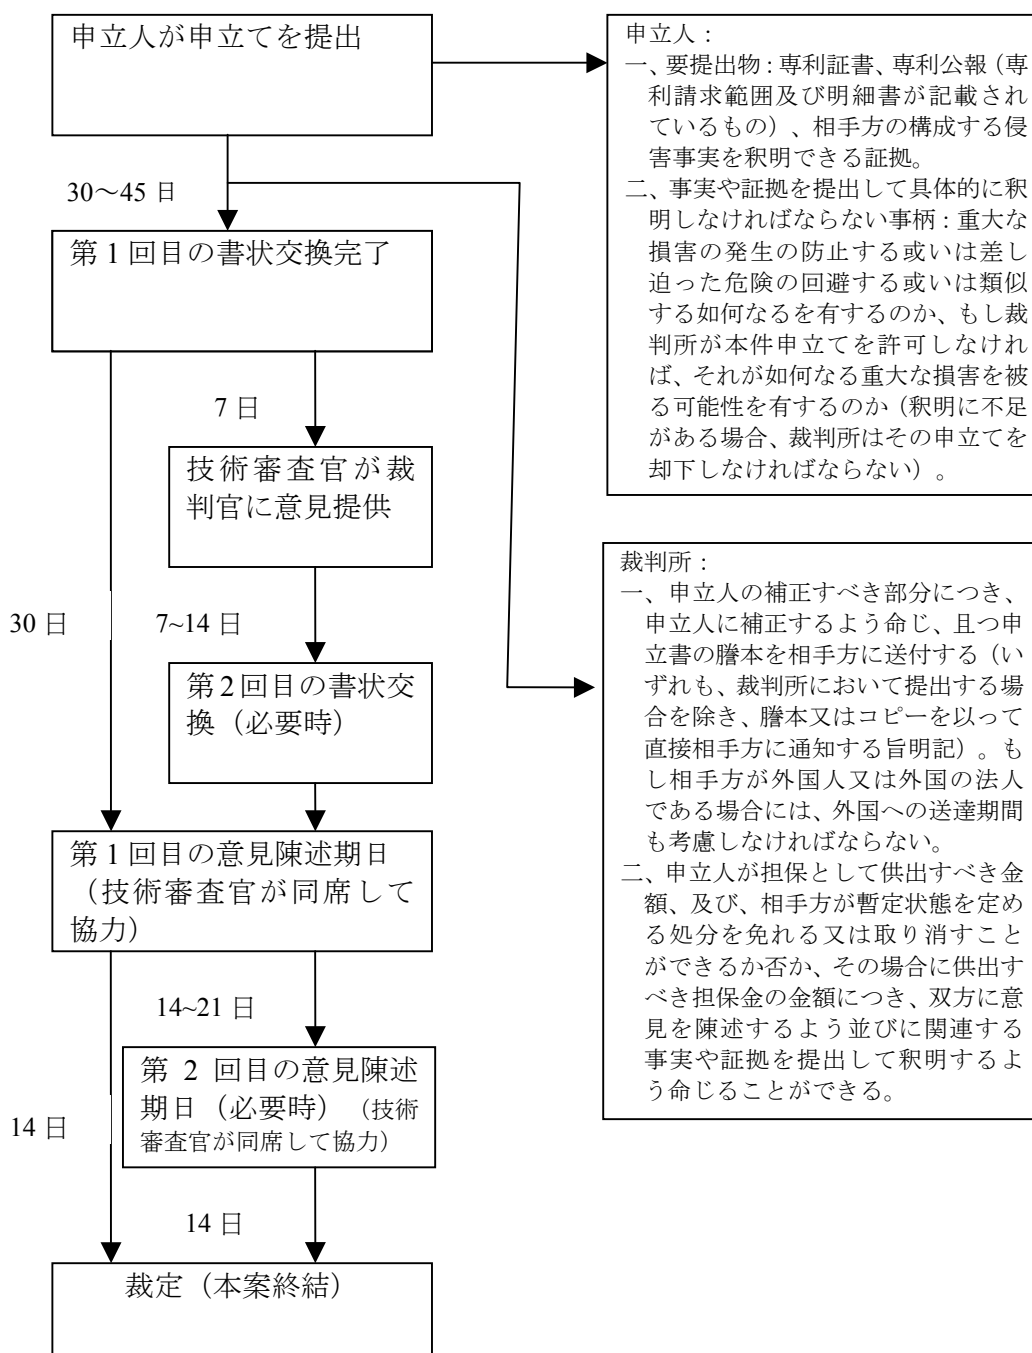 申立人が申立てを提出
30～45 日
第 1 回目の書状交換完了
7 日
技術審査官が裁
判官に意見提供
30 日
7~14 日
第 2 回目の書状交
換（必要時）
第 1 回目の意見陳述期日
（技術審査官が同席して
協力）
14~21 日
第 2 回目の意見陳述
期日（必要時）（技術
審査官が同席して協力）
14 日
14 日
裁定（本案終結）
申立人：
一、要提出物：専利証書、専利公報（専
利請求範囲及び明細書が記載され
ているもの）、相手方の構成する侵
害事実を釈明できる証拠。
二、事実や証拠を提出して具体的に釈
明しなければならない事柄：重大な
損害の発生の防止する或いは差し
迫った危険の回避する或いは類似
する如何なるを有するのか、もし裁
判所が本件申立てを許可しなけれ
ば、それが如何なる重大な損害を被
る可能性を有するのか（釈明に不足
がある場合、裁判所はその申立てを
却下しなければならない）。
裁判所：
一、申立人の補正すべき部分につき、
申立人に補正するよう命じ、且つ申
立書の謄本を相手方に送付する（い
ずれも、裁判所において提出する場
合を除き、謄本又はコピーを以って
直接相手方に通知する旨明記）。も
し相手方が外国人又は外国の法人
である場合には、外国への送達期間
も考慮しなければならない。
二、申立人が担保として供出すべき金
額、及び、相手方が暫定状態を定め
る処分を免れる又は取り消すこと
ができるか否か、その場合に供出す
べき担保金の金額につき、双方に意
見を陳述するよう並びに関連する
事実や証拠を提出して釈明するよ
う命じることができる。